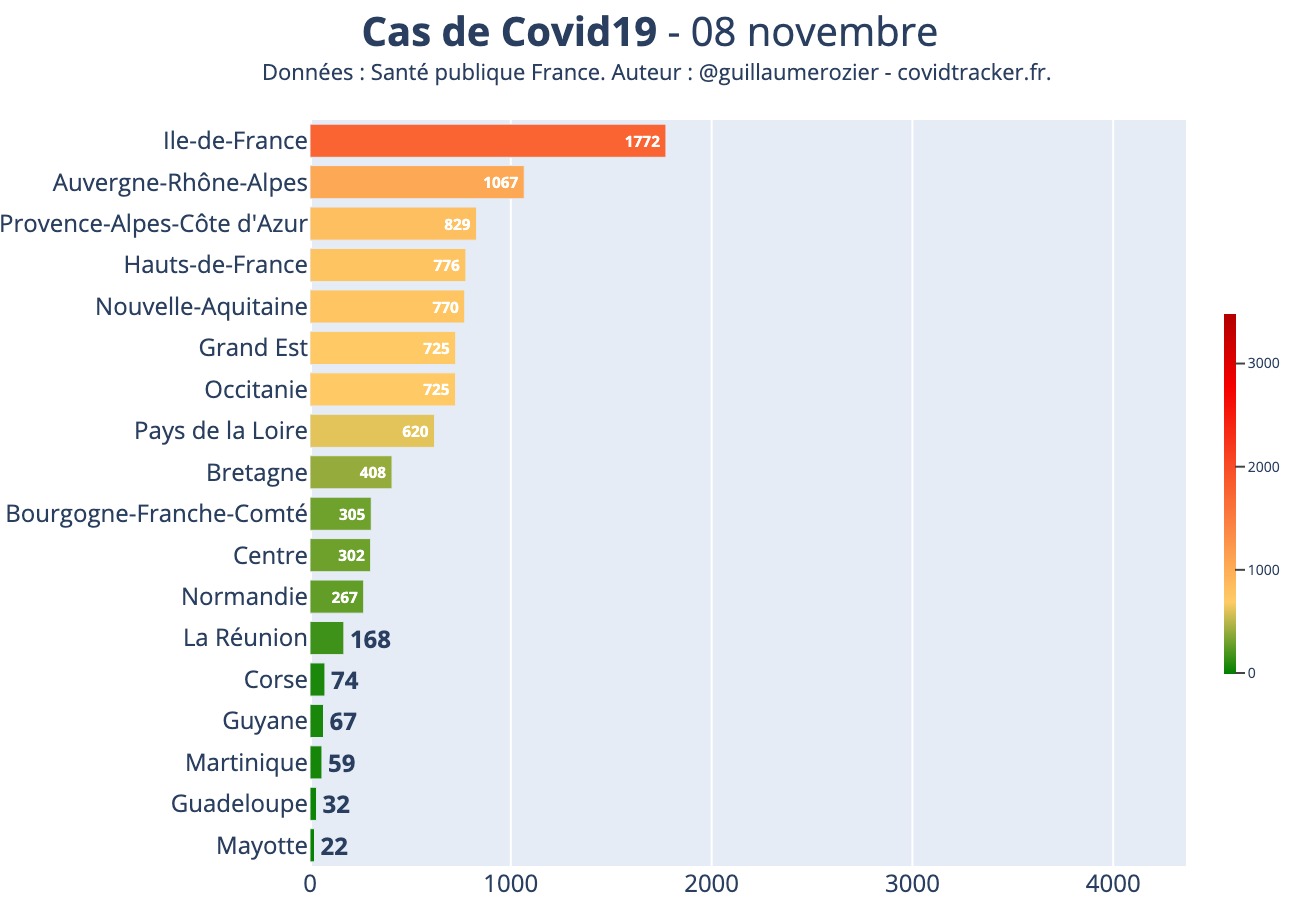 Cas de Covid19 - 08 novembre
Données : Santé publique France. Auteur : @guillaumerozier - covidtracker.fr.
Ile-de-France 1772
Auvergne-Rhône-Alpes 1067
Provence-Alpes-Côte d'Azur 829
Hauts-de-France 776
Nouvelle-Aquitaine 770
Grand Est 725
Occitanie 725
Pays de la Loire 620
Bretagne 408
Bourgogne-Franche-Comté 305
Centre 302
Normandie 267
La Réunion 168
Corse 74
Guyane 67
Martinique 59
Guadeloupe 32
Mayotte 22
0 1000 2000 3000 4000
3000
2000
1000
0